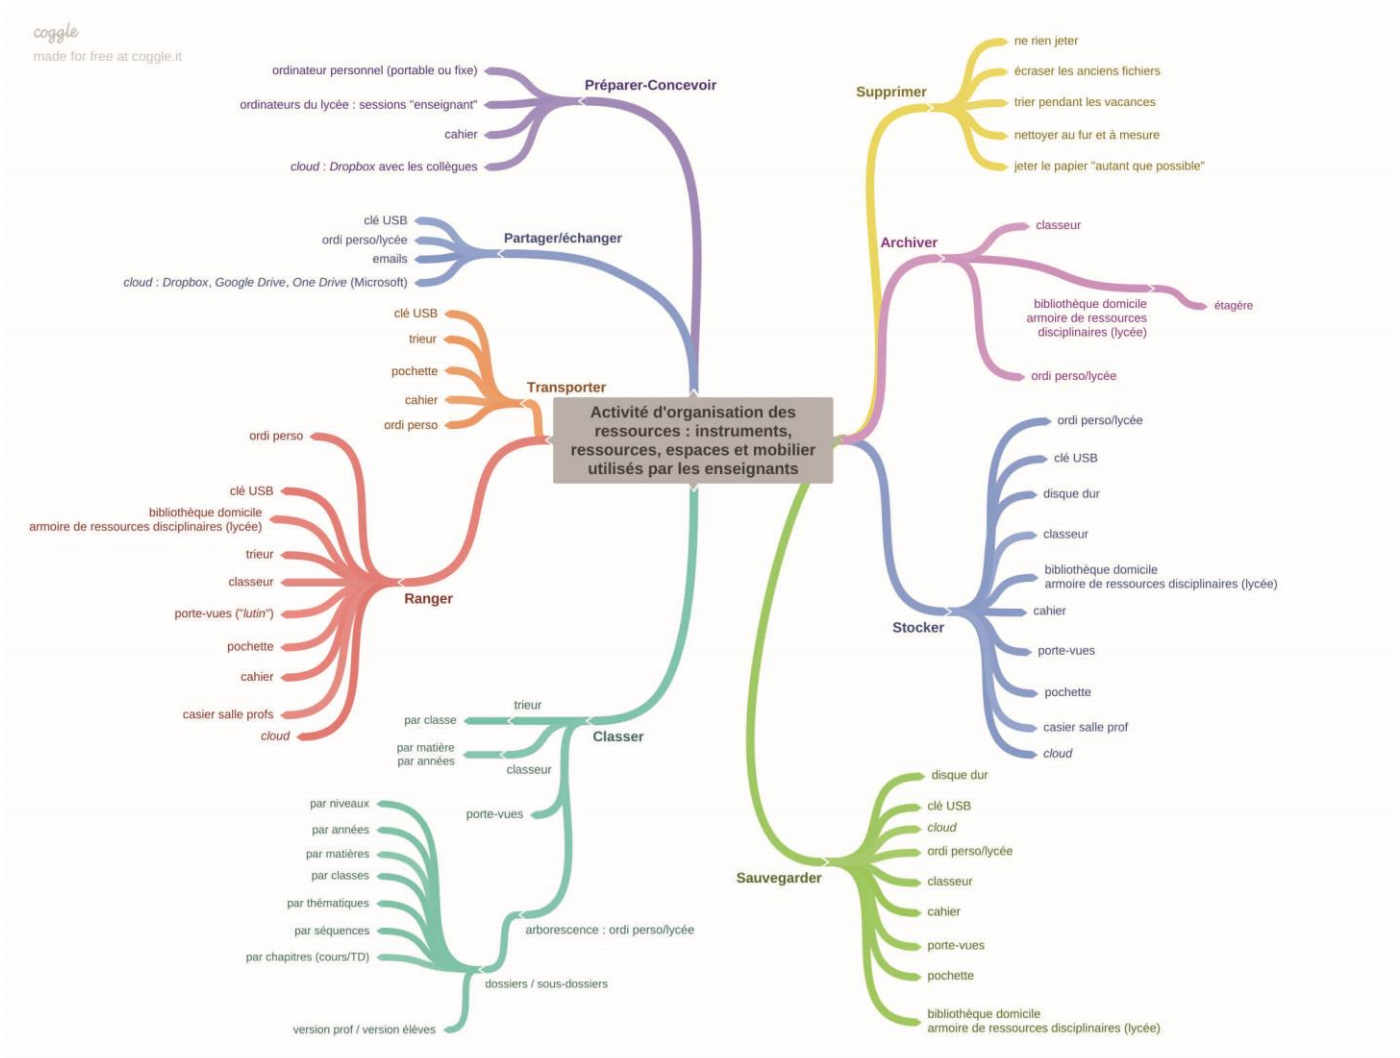 coggle
made for free at coggle.it
Préparer-Concevoir
ordinateur personnel (portable ou fixe)
ordinateurs du lycée : sessions "enseignant"
cahier
cloud : Dropbox avec les collègues
Partager/échanger
clé USB
ordi perso/lycée
emails
cloud : Dropbox, Google Drive, One Drive (Microsoft)
Transporter
clé USB
trieur
pochette
cahier
ordi perso
Activité d'organisation des
ressources : instruments,
ressources, espaces et mobilier
utilisés par les enseignants
Ranger
ordi perso
clé USB
bibliothèque domicile
armoire de ressources disciplinaires (lycée)
trieur
classeur
porte-vues ("lutin")
pochette
cahier
casier salle profs
cloud
Classer
trieur
par classe
classeur
par matière
par années
porte-vues
arborescence : ordi perso/lycée
dossiers / sous-dossiers
par niveaux
par années
par matières
par classes
par thématiques
par séquences
par chapitres (cours/TD)
version prof / version élèves
Supprimer
ne rien jeter
écraser les anciens fichiers
trier pendant les vacances
nettoyer au fur et à mesure
jeter le papier "autant que possible"
Archiver
classeur
bibliothèque domicile
armoire de ressources
disciplinaires (lycée)
étagère
ordi perso/lycée
Stocker
ordi perso/lycée
clé USB
disque dur
classeur
bibliothèque domicile
armoire de ressources disciplinaires (lycée)
cahier
porte-vues
pochette
casier salle prof
cloud
Sauvegarder
disque dur
clé USB
cloud
ordi perso/lycée
classeur
cahier
porte-vues
pochette
bibliothèque domicile
armoire de ressources disciplinaires (lycée)